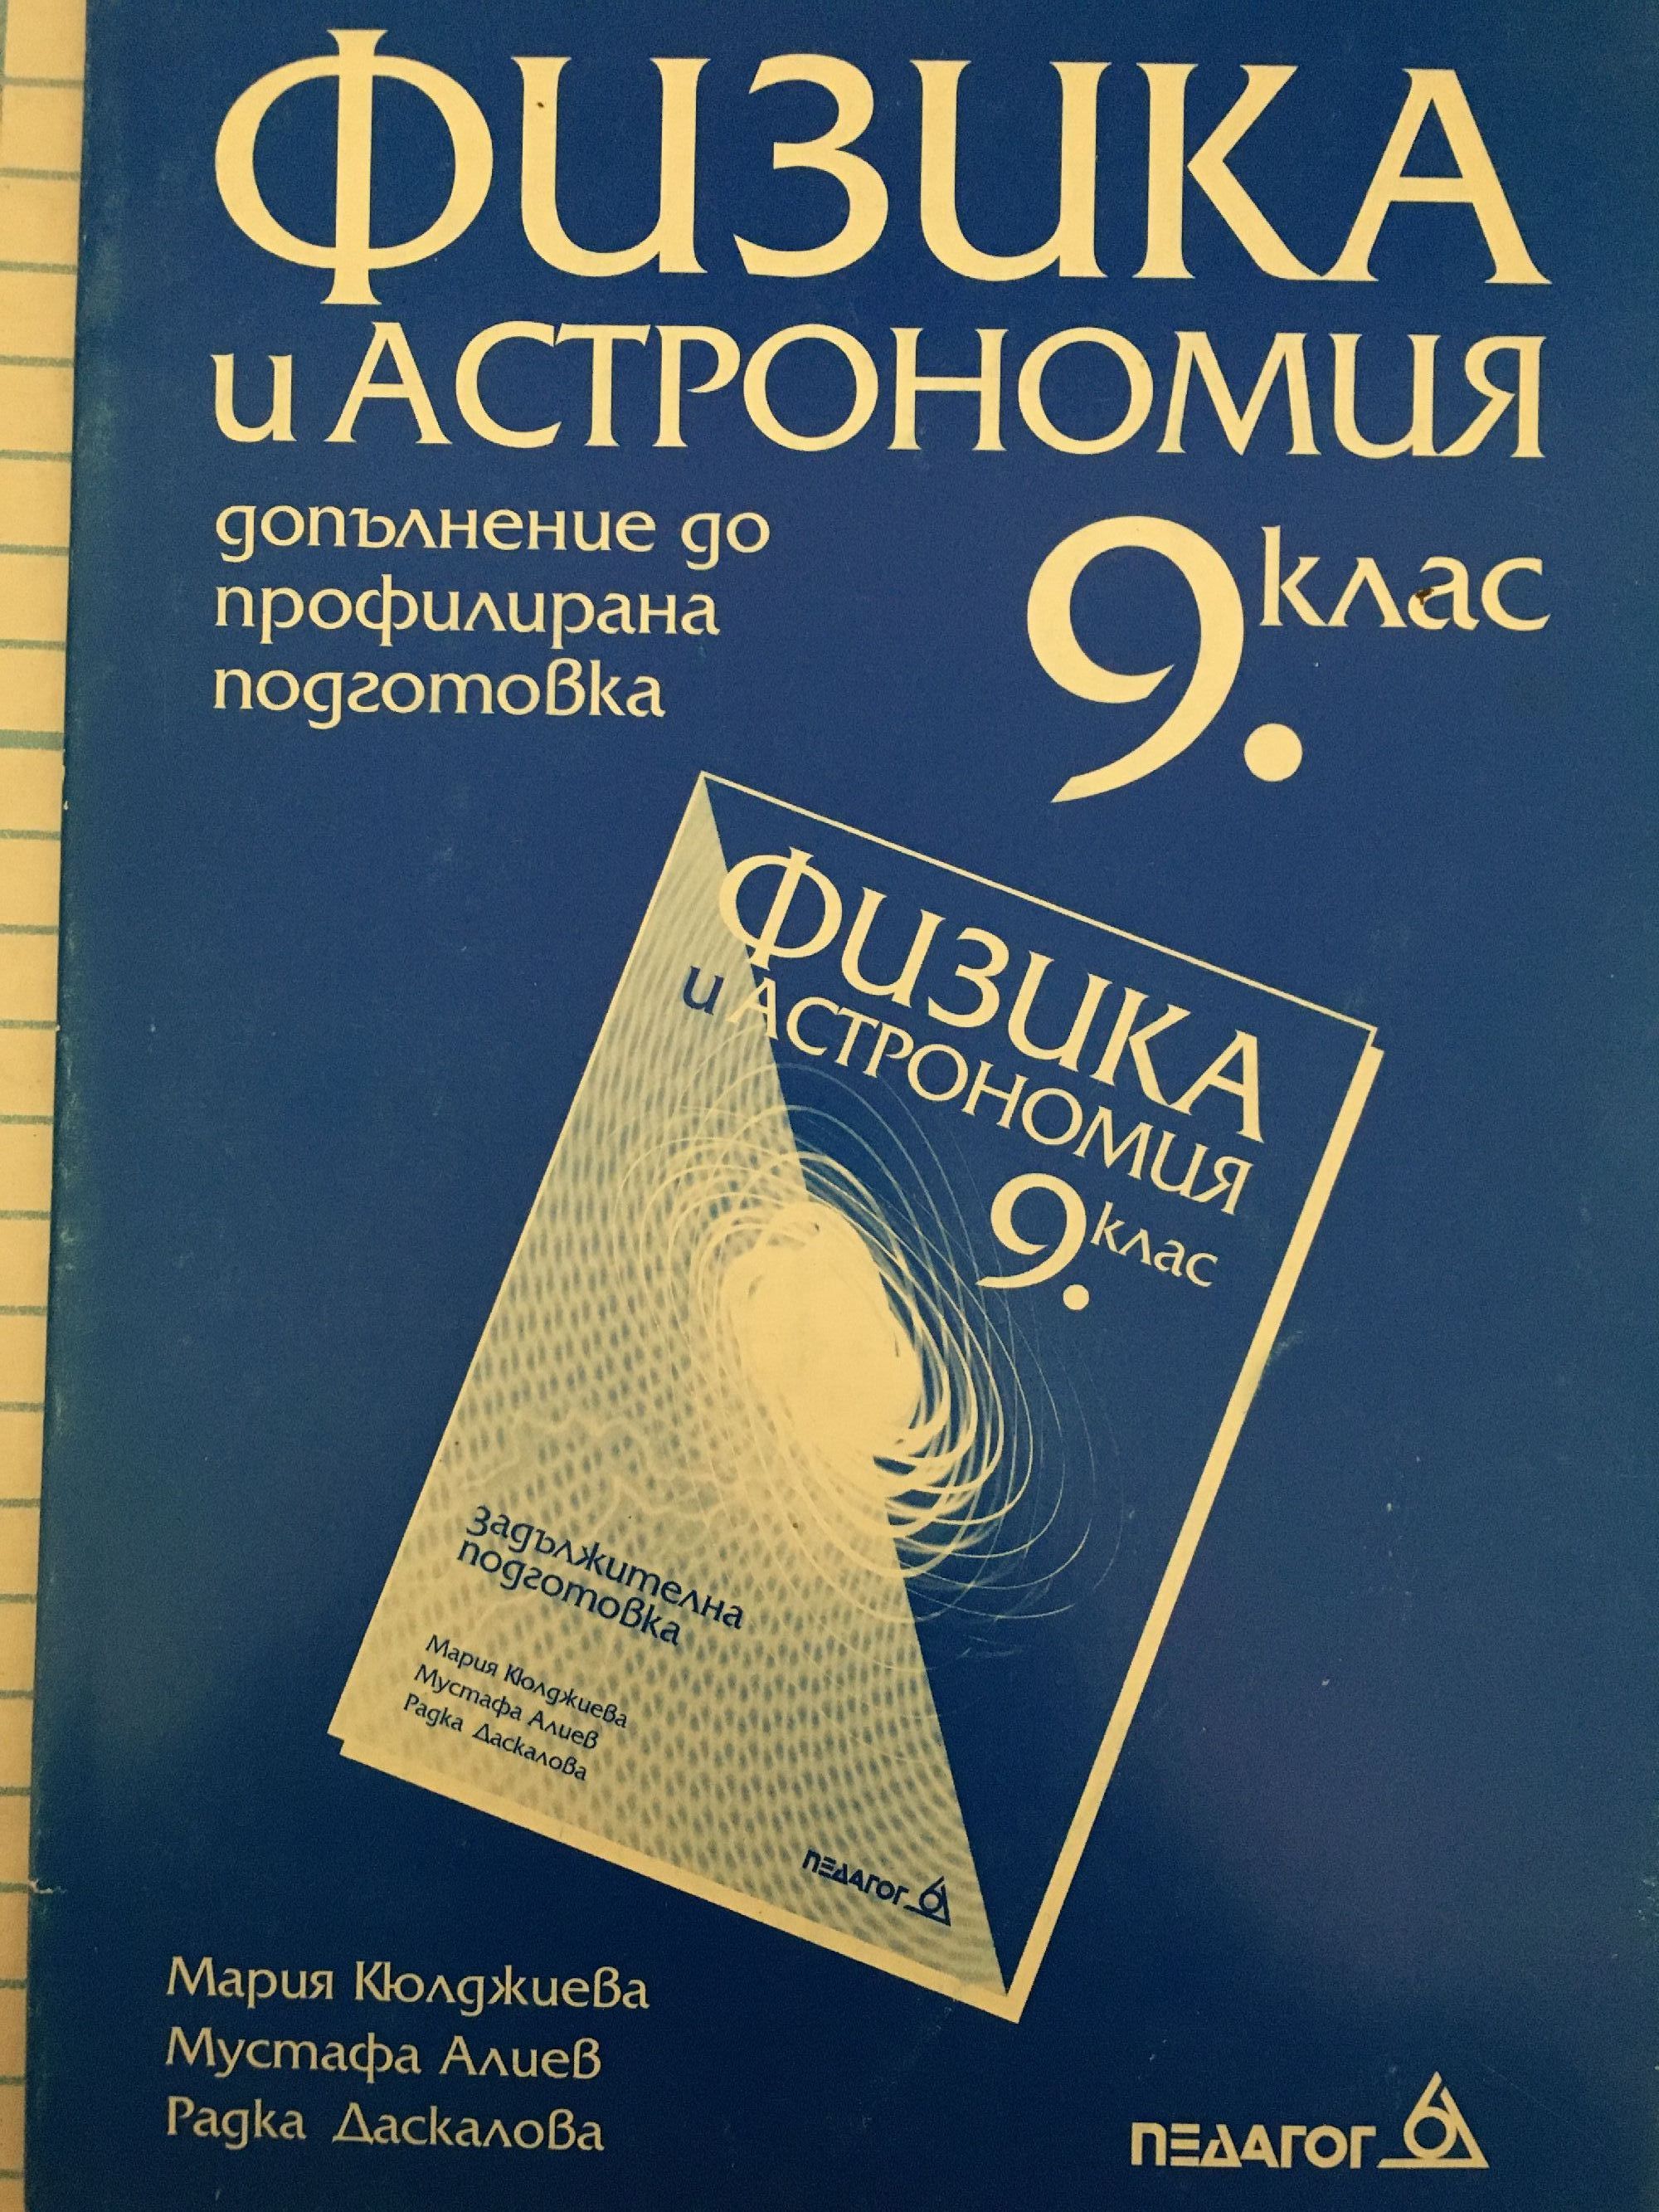 ФИЗИКА
и АСТРОНОМИЯ
допълнение до
профилирана
подготовка
9. клас
ФИЗИКА
и АСТРОНОМИЯ
9. клас
задължителна
подготовка
Мария Кюлджиева
Мустафа Алиев
Радка Даскалова
ПЕДАГОГ 6
Мария Кюлджиева
Мустафа Алиев
Радка Даскалова
ПЕДАГОГ 6